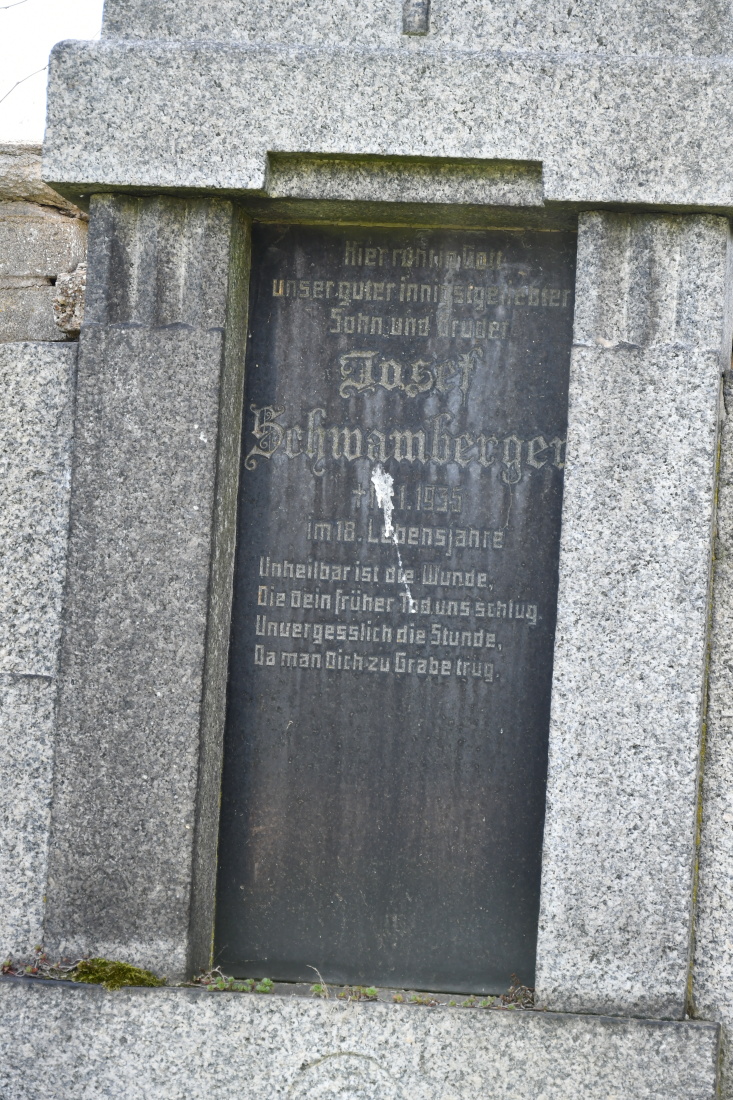 Hier ruht in Gott
unser guter innigstgeliebter
Sohn und Bruder
Josef
Schwamberger
1935
im 18. Lebensjahre
Unheilbar ist die Wunde,
Die Dein früher Tod uns schlug.
Unvergesslich die Stunde,
Da man Dich zu Grabe trug.